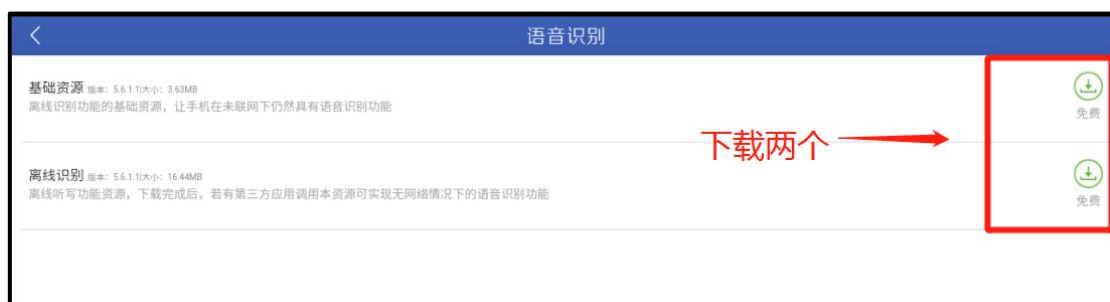 语音识别
基础资源 版本：5.6.1.1|大小：3.63MB
离线识别功能的基础资源，让手机在未联网下仍然具有语音识别功能
免费
下载两个
离线识别 版本：5.6.1.1|大小：16.44MB
离线听写功能资源，下载完成后，若有第三方应用调用本资源可实现无网络情况下的语音识别功能
免费